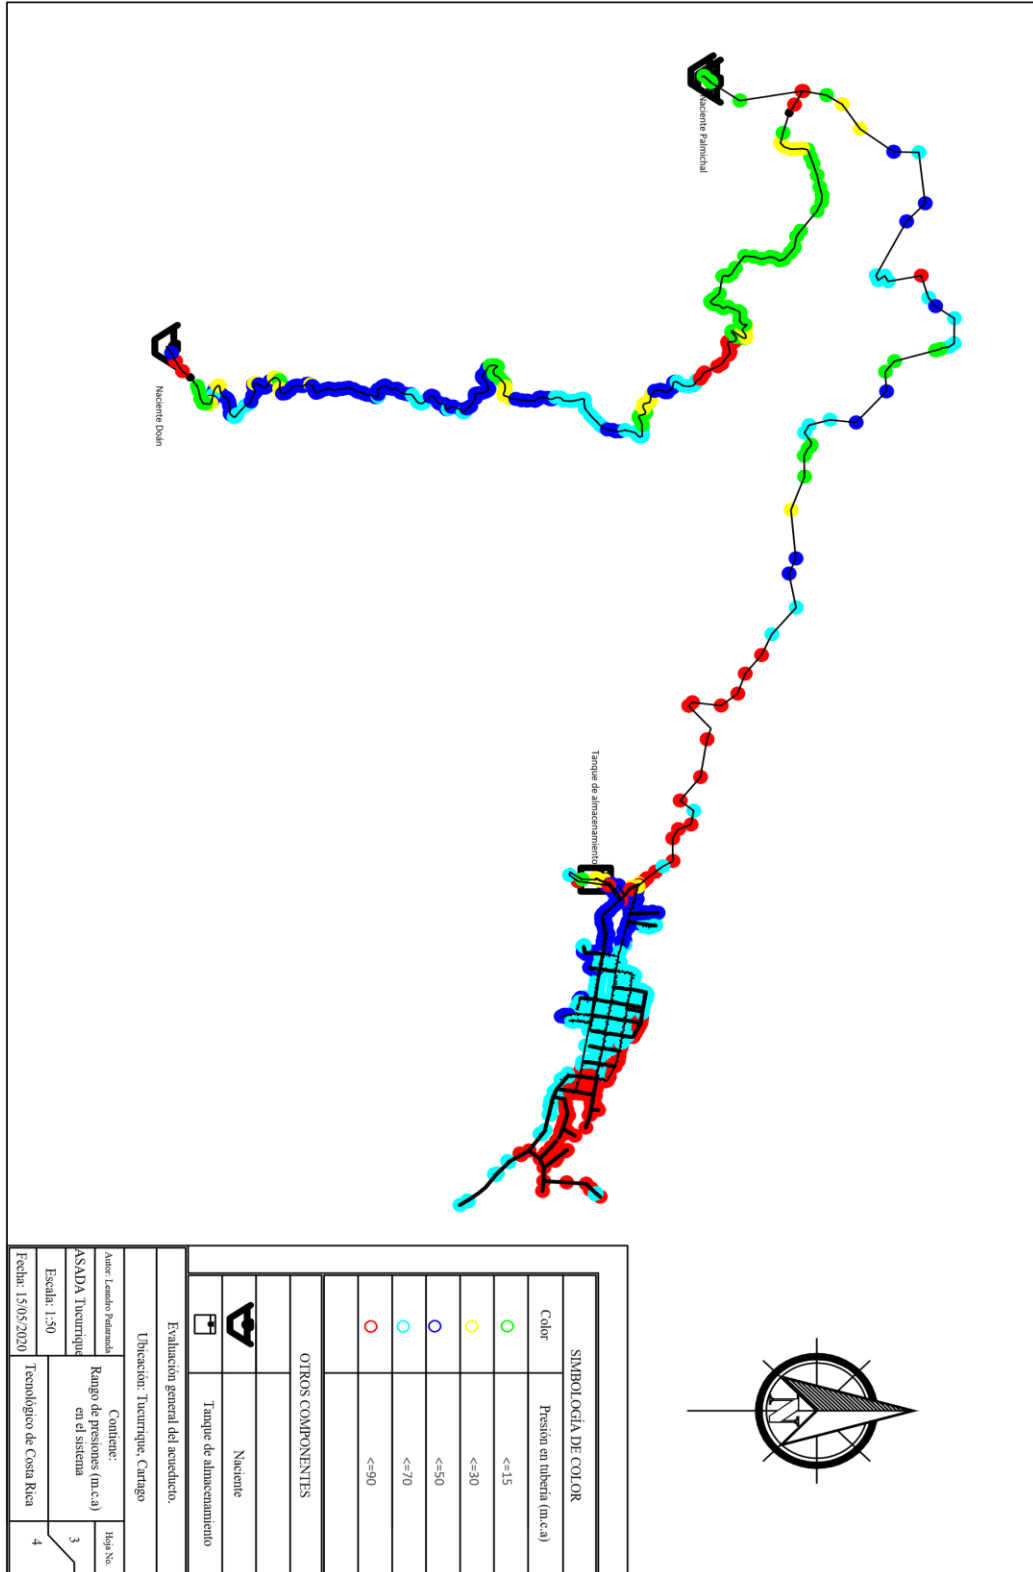 Naciente Palmichal
Naciente Doán
Tanque de almacenamiento
N
SIMBOLOGÍA DE COLOR
Color
Presión en tubería (m.c.a)
<=15
<=30
<=50
<=70
<=90
OTROS COMPONENTES
Naciente
Tanque de almacenamiento
Evaluación general del acueducto.
Ubicación: Tucurrique, Cartago
Autor: Leandro Peñaranda
ASADA Tucurrique
Escala: 1:50
Fecha: 15/05/2020
Contiene:
Rango de presiones (m.c.a)
en el sistema
Tecnológico de Costa Rica
Hoja No.
3
4